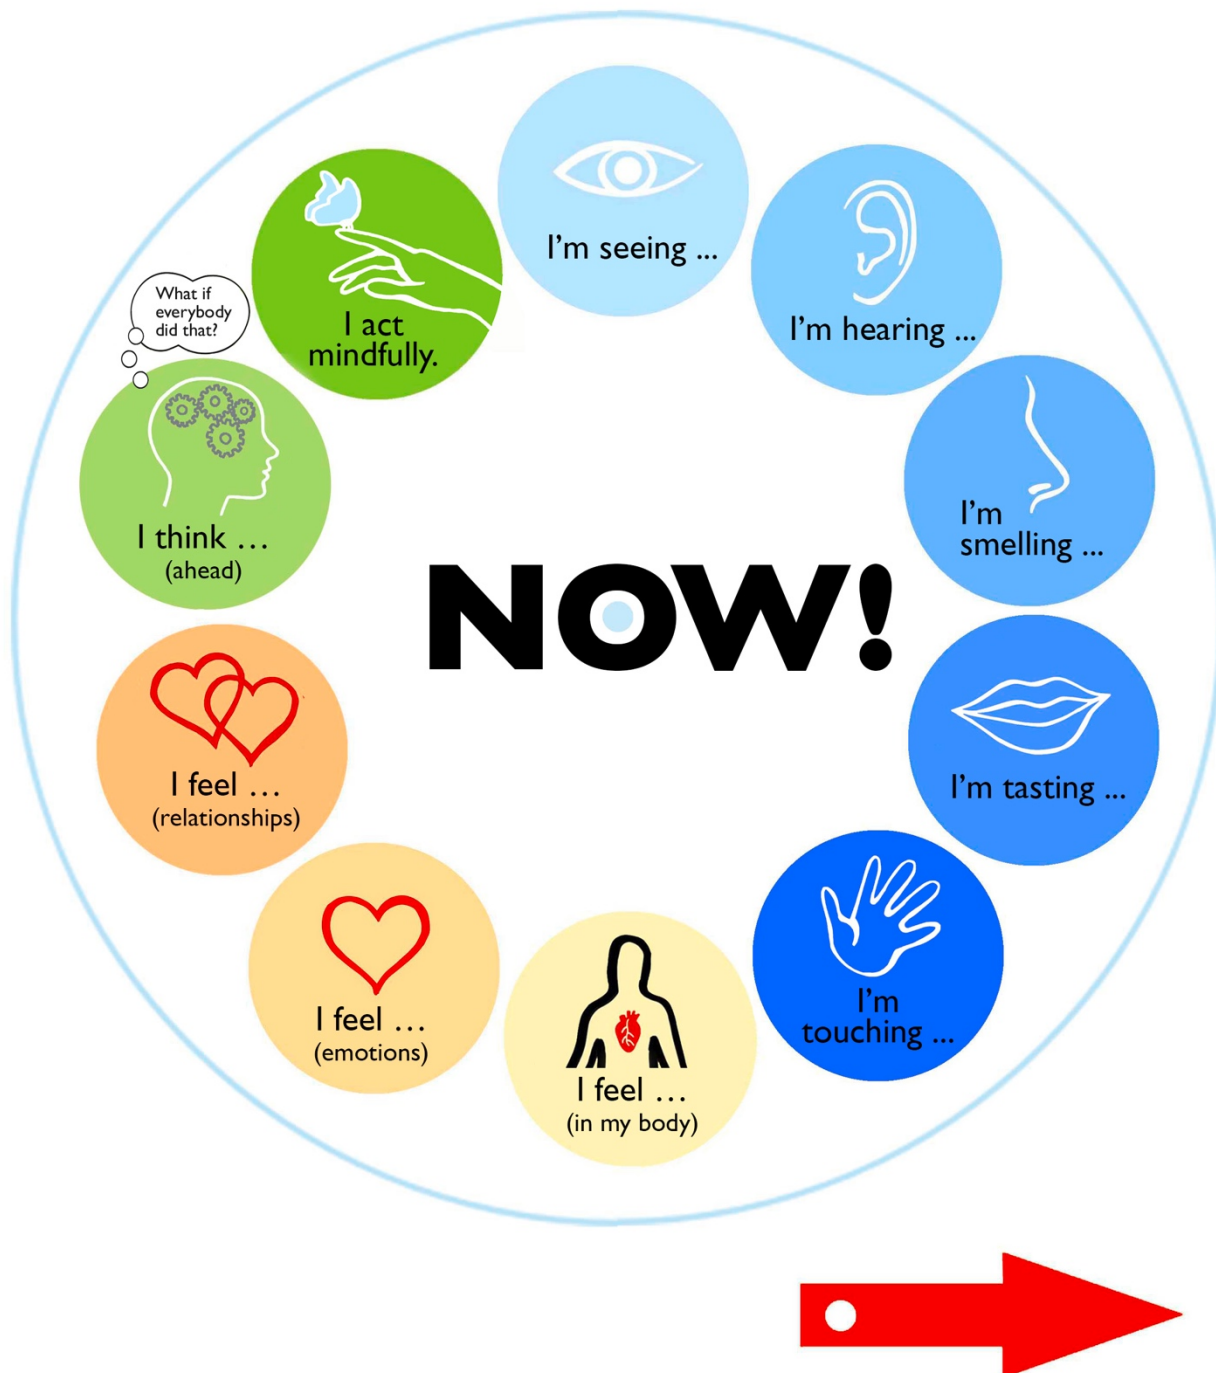 I'm seeing ...
I'm hearing ...
I'm
smelling ...
I'm tasting ...
I'm
touching ...
I feel …
(in my body)
I feel …
(emotions)
I feel …
(relationships)
I think …
(ahead)
What if
everybody
did that?
I act
mindfully.
NOW!